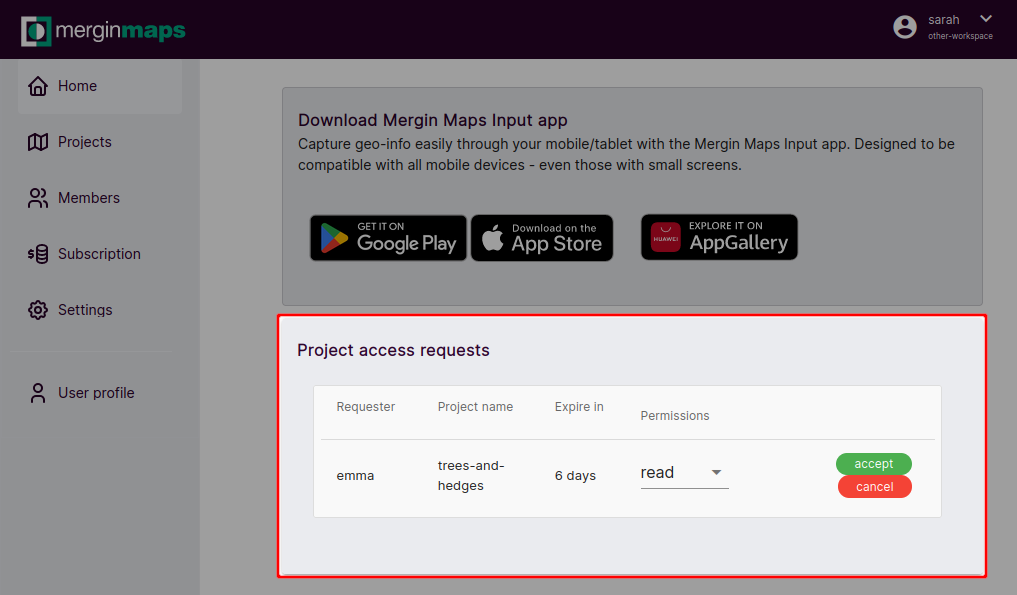 merginmaps
sarah
other-workspace
Home
Projects
Members
Subscription
Settings
User profile
Download Mergin Maps Input app
Capture geo-info easily through your mobile/tablet with the Mergin Maps Input app. Designed to be
compatible with all mobile devices - even those with small screens.
GET IT ON
Google Play
Download on the
App Store
HUAWEI
EXPLORE IT ON
AppGallery
Project access requests
Requester Project name Expire in Permissions
emma trees-and-
hedges 6 days read accept
cancel